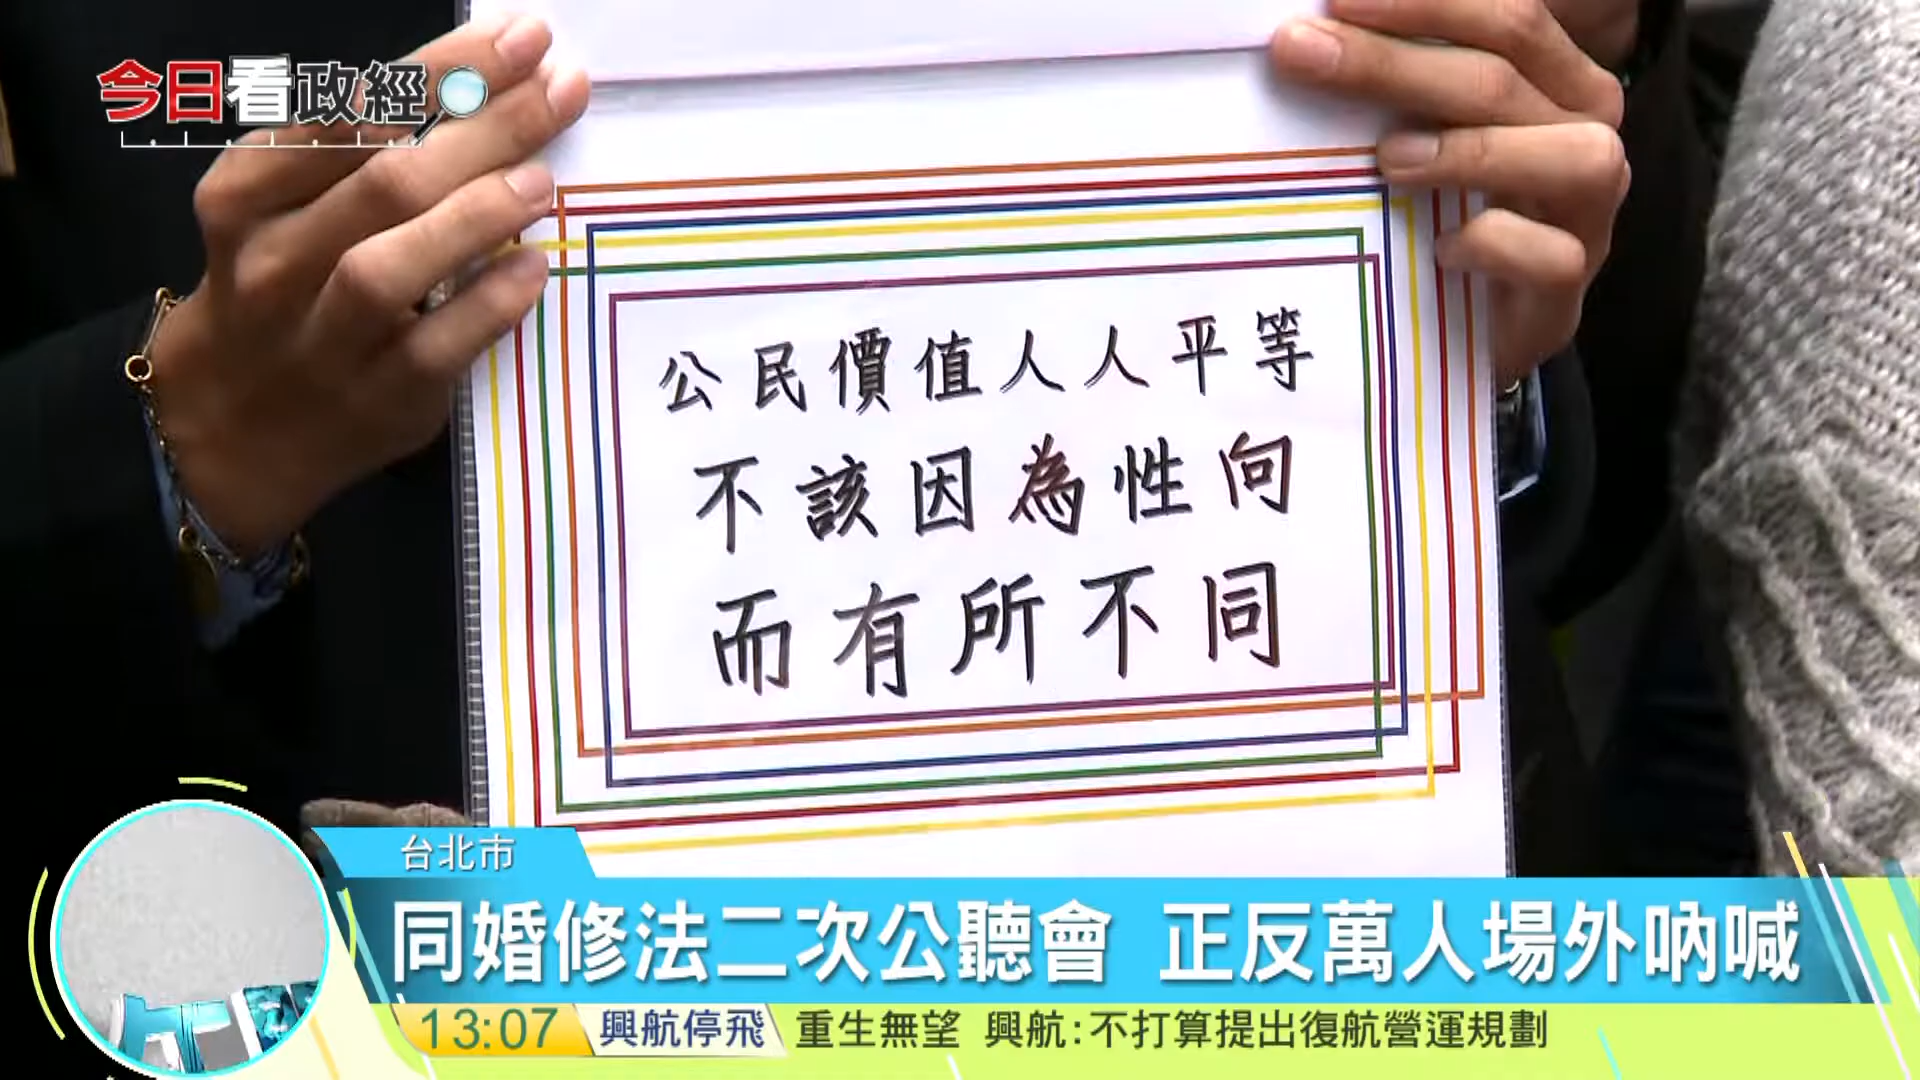 今日看政經
公民價值人人平等
不該因為性向
而有所不同
台北市
同婚修法二次公聽會 正反萬人場外吶喊
13:07 興航停飛 重生無望 興航:不打算提出復航營運規劃